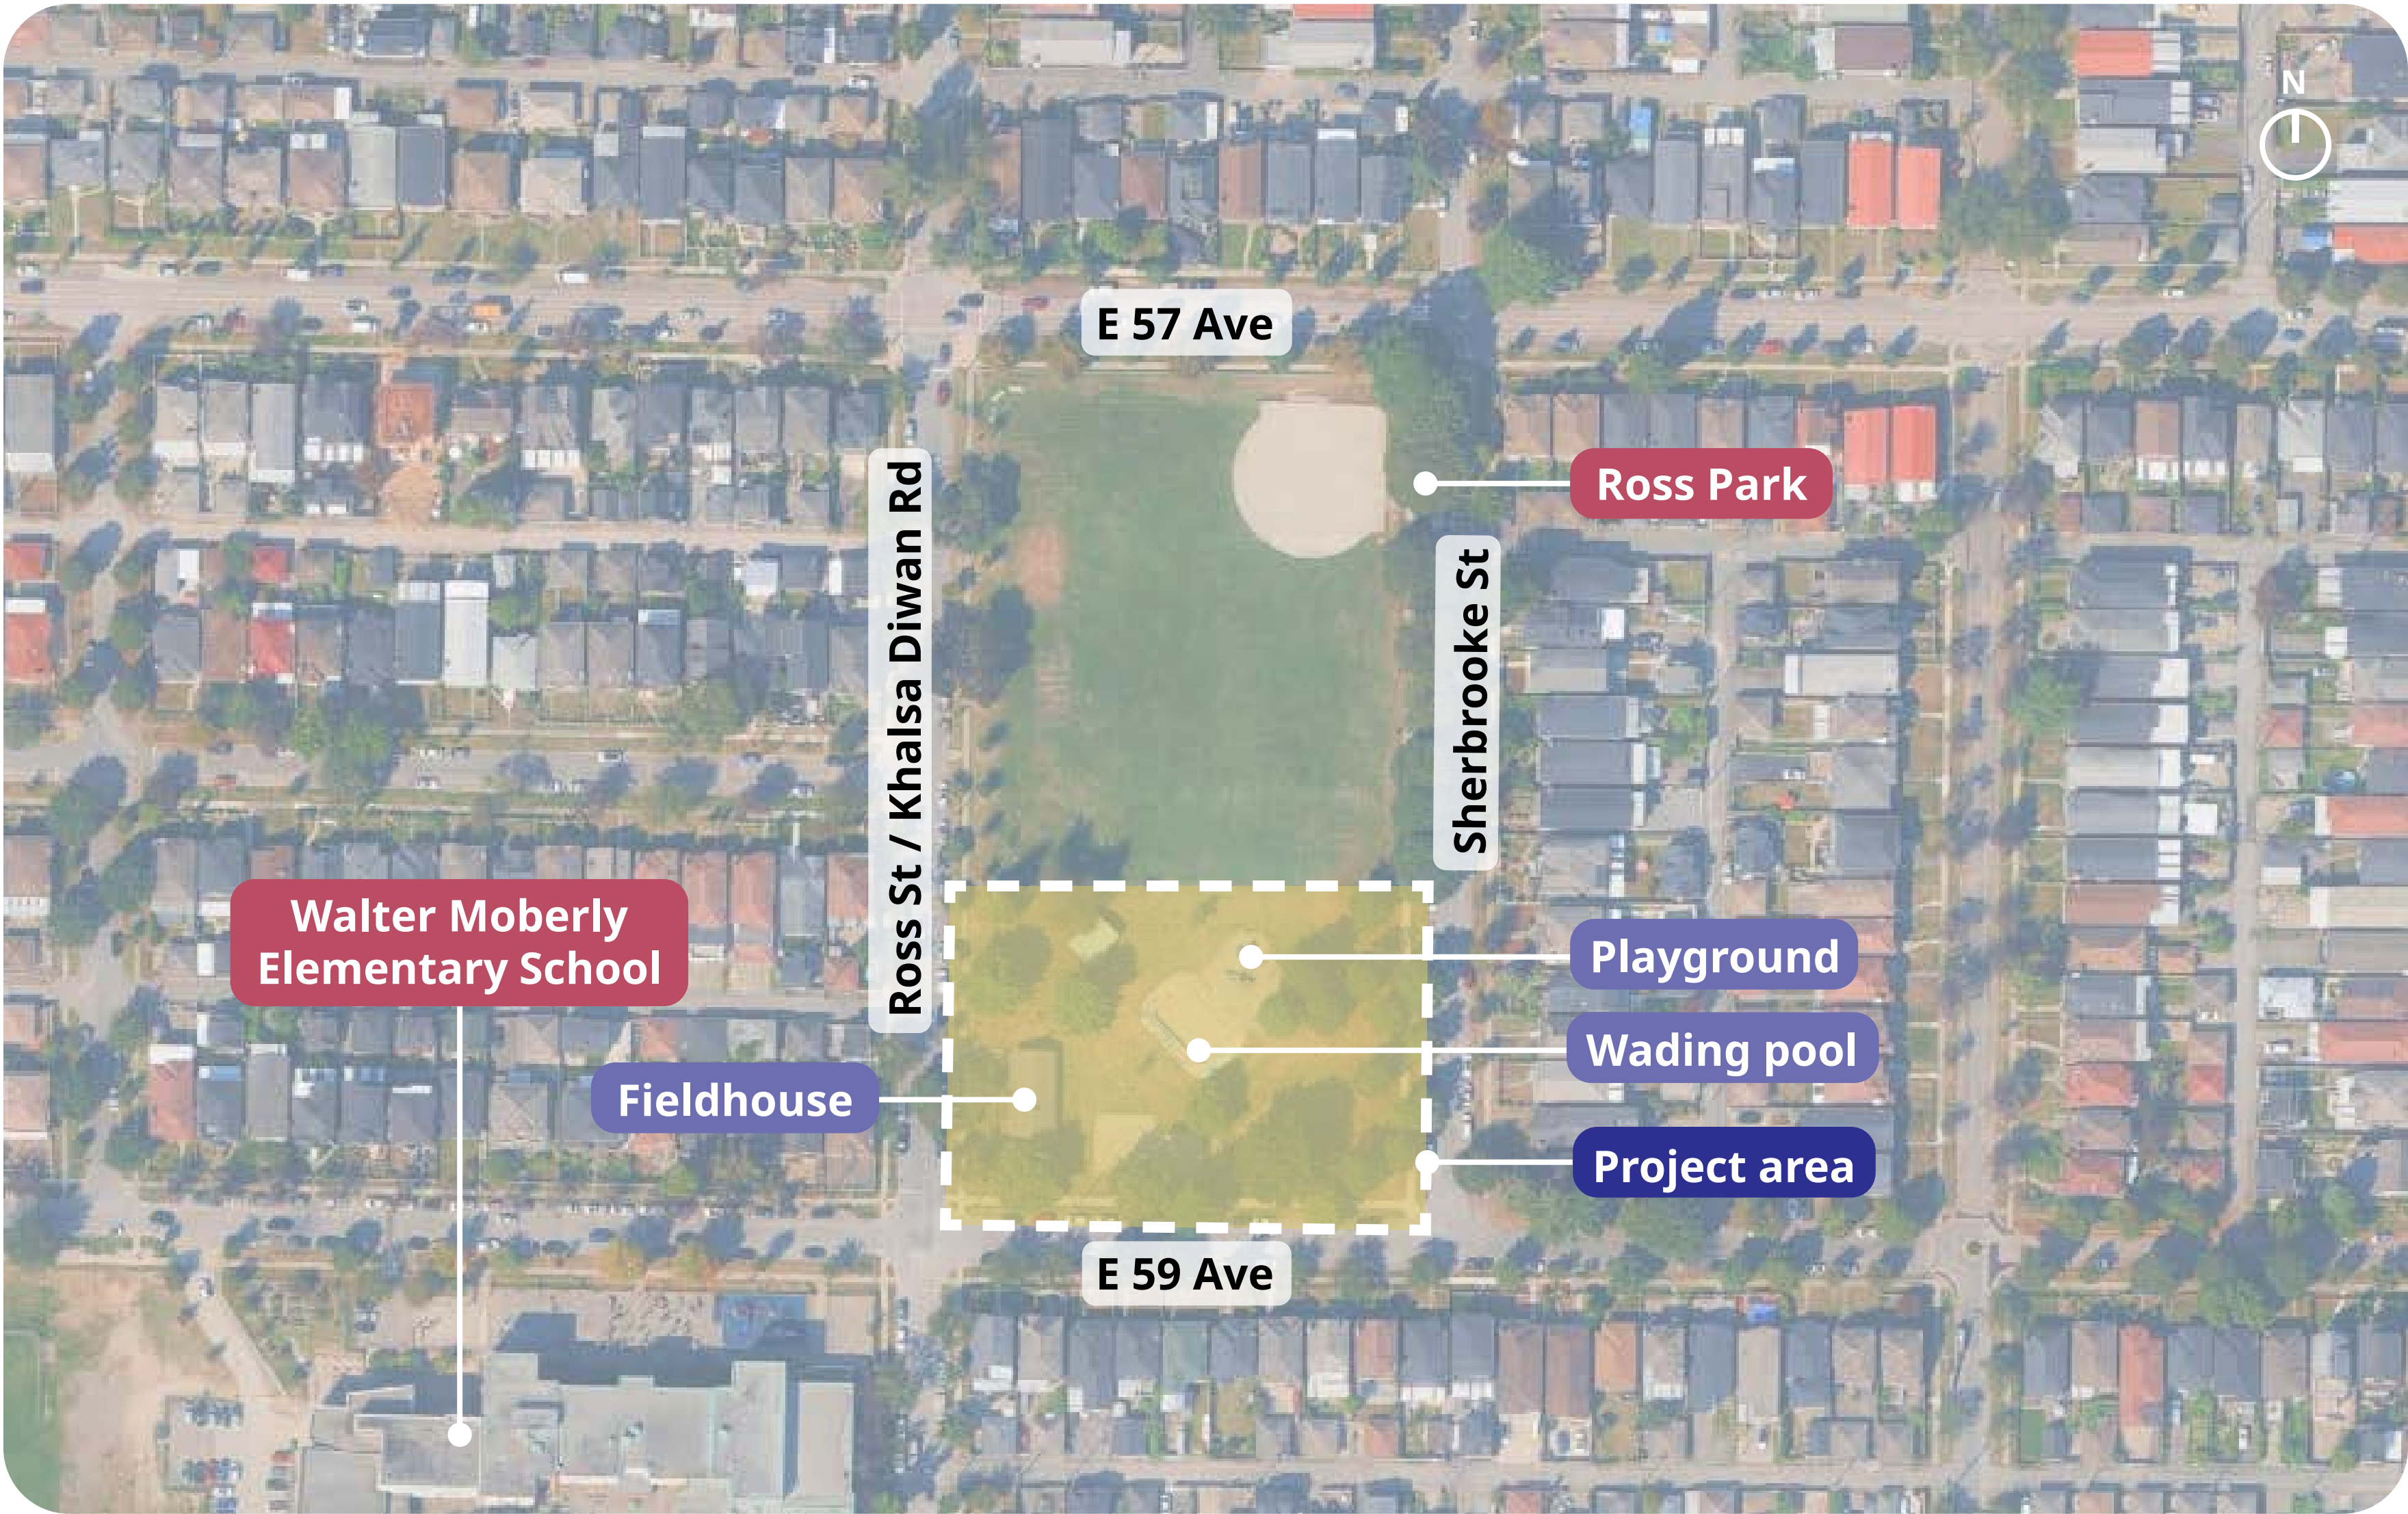 N
E 57 Ave
Ross Park
Ross St / Khalsa Diwan Rd
Sherbrooke St
Walter Moberly
Elementary School
Playground
Wading pool
Fieldhouse
Project area
E 59 Ave